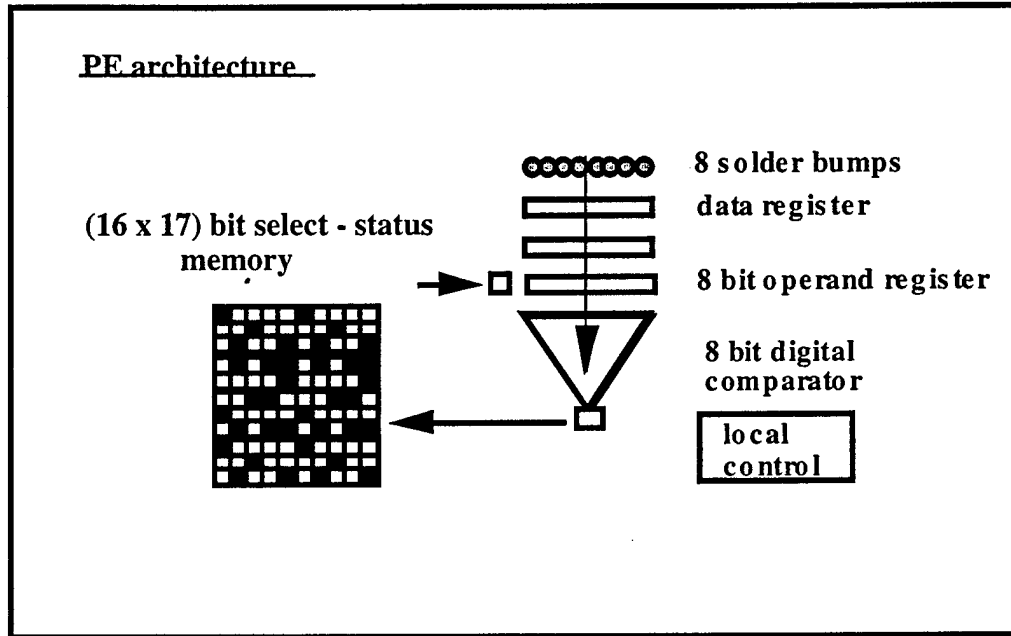 PE architecture
8 solder bumps
data register
(16 x 17) bit select - status
memory
8 bit operand register
8 bit digital
comparator
local
control